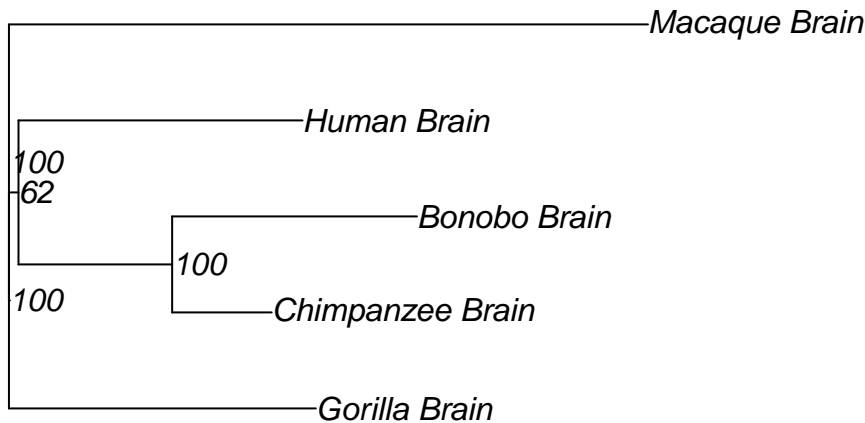 Macaque Brain
Human Brain
100
62
Bonobo Brain
100
100
Chimpanzee Brain
Gorilla Brain